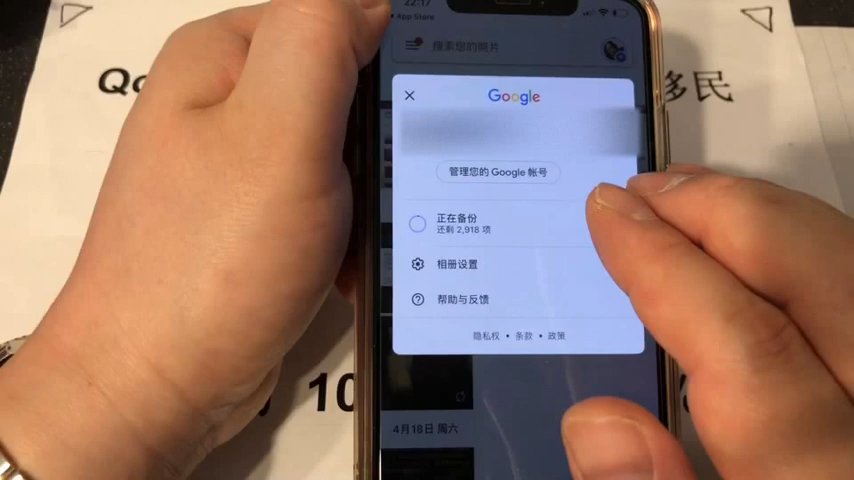 22:17
App Store
搜索您的照片
Google
管理您的 Google 帐号
正在备份
还剩 2,918 项
相册设置
帮助与反馈
隐私权 • 条款 • 政策
4月18日 周六
移民
10